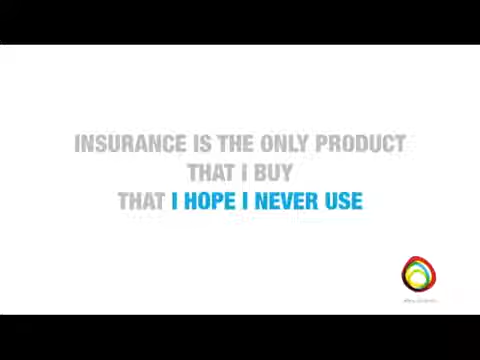 INSURANCE IS THE ONLY PRODUCT
THAT I BUY
THAT I HOPE I NEVER USE